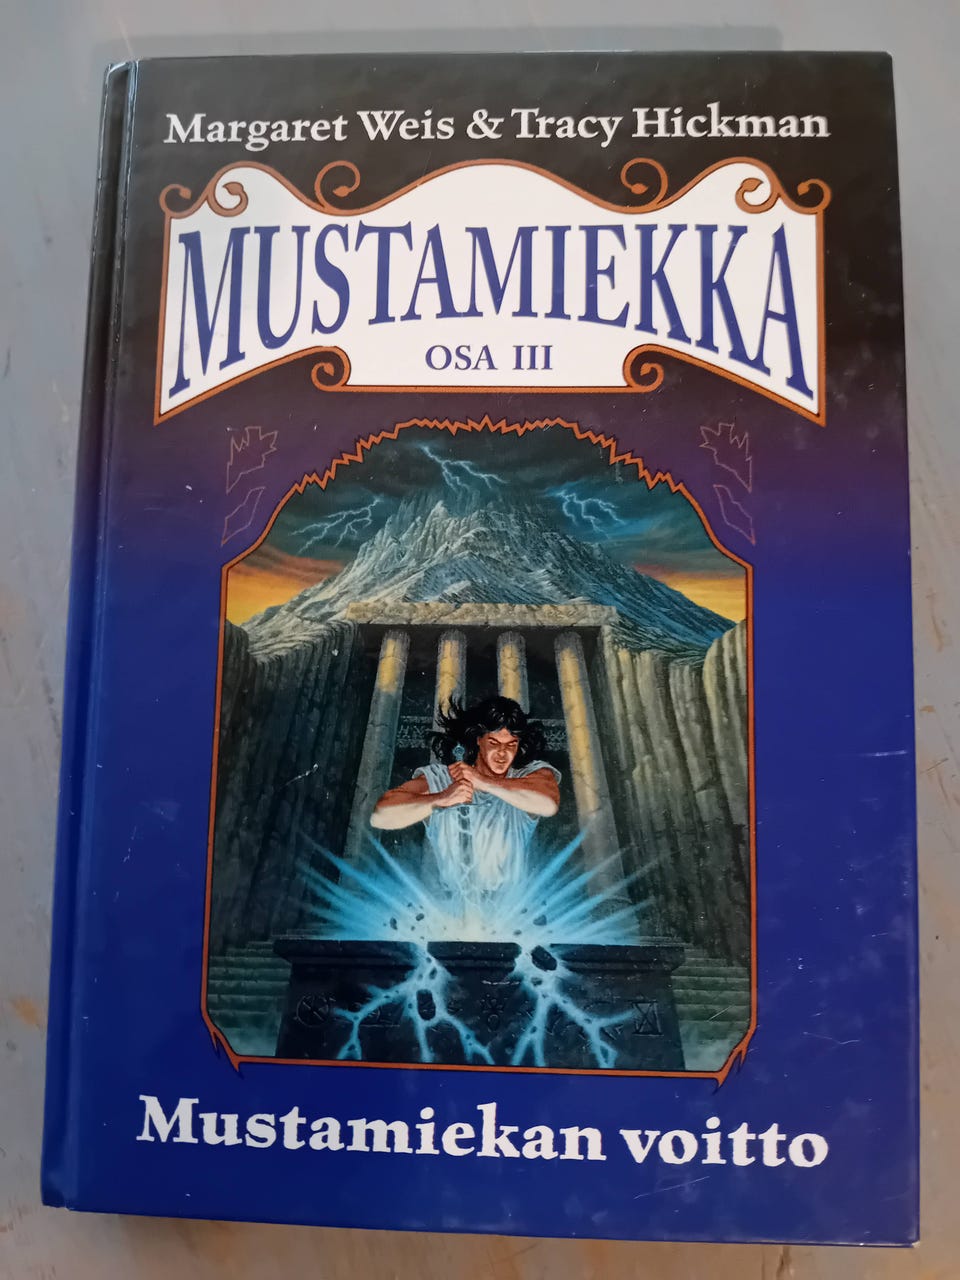 Margaret Weis & Tracy Hickman
MUSTAMIEKKA
OSA III
Mustamiekan voitto